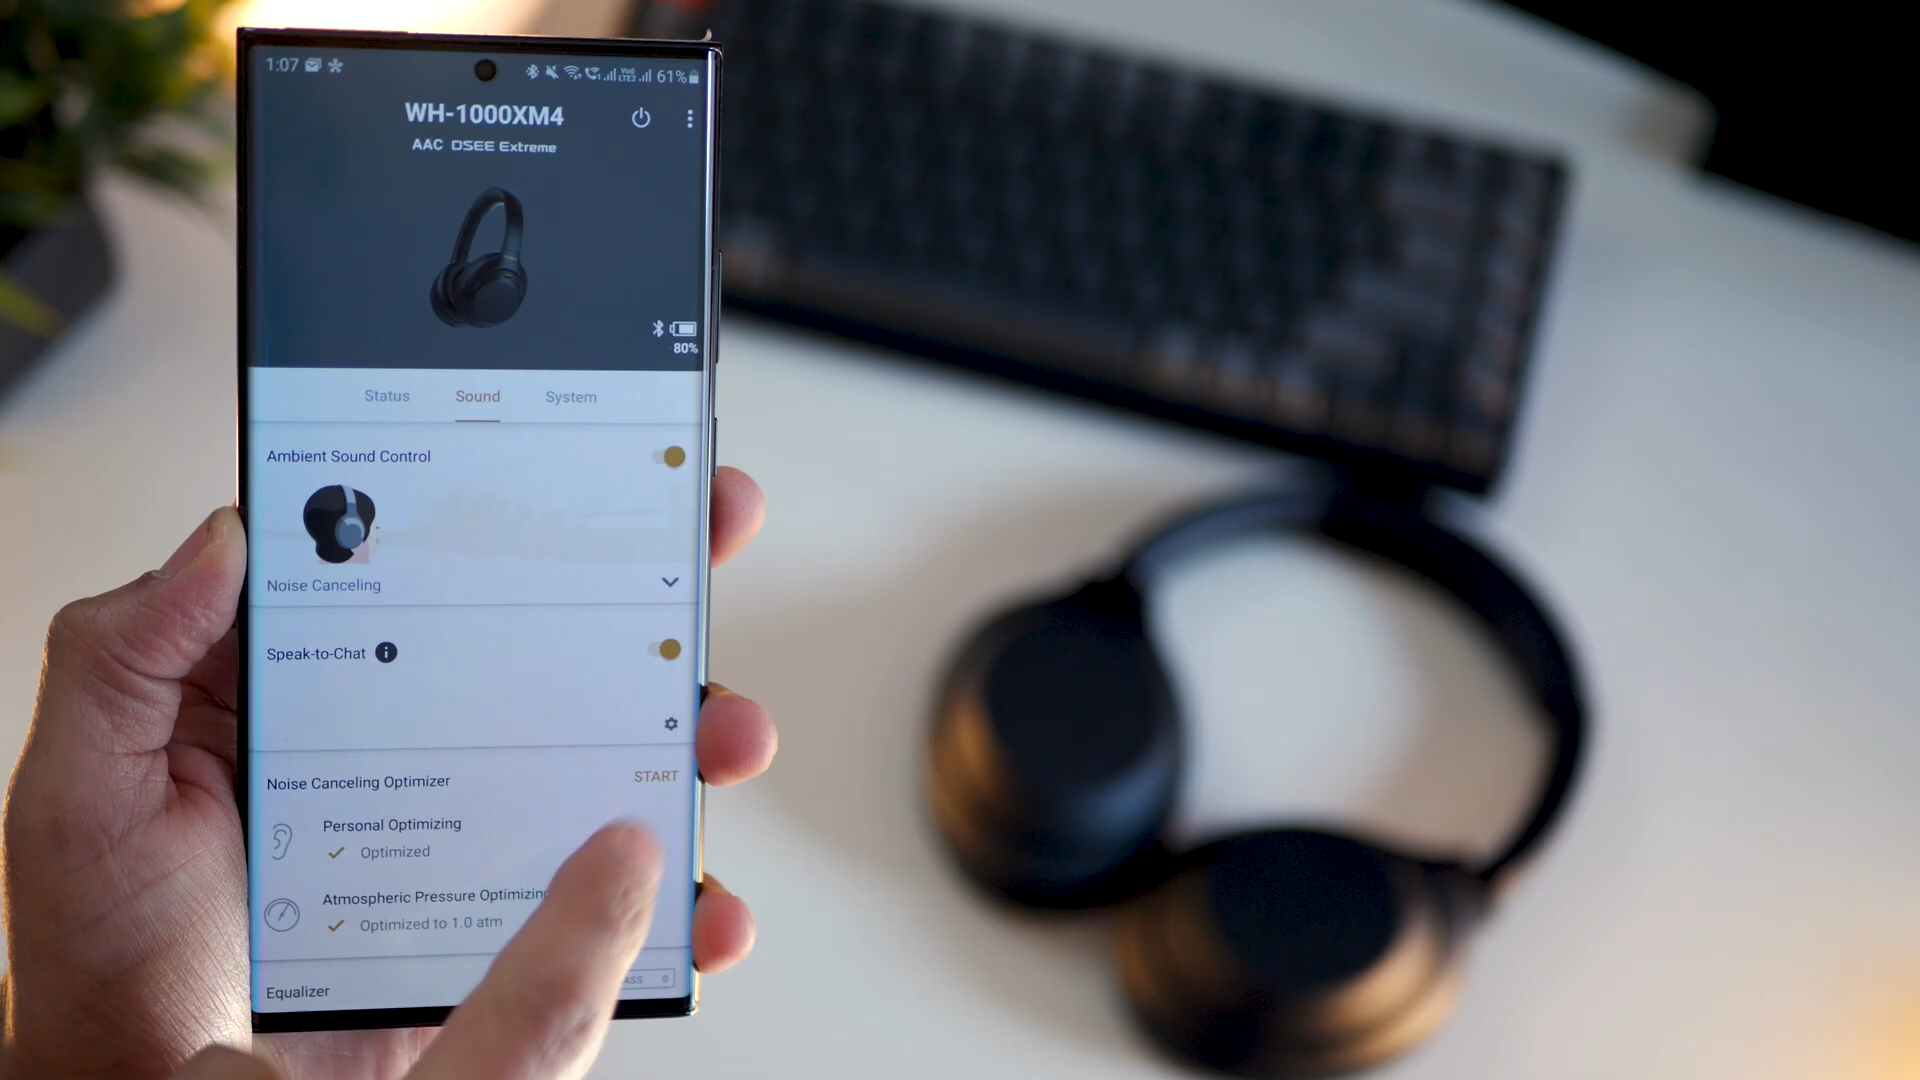 1:07 61%
WH-1000XM4
AAC DSEE Extreme
80%
Status Sound System
Ambient Sound Control
Noise Canceling
Speak-to-Chat
Noise Canceling Optimizer START
Personal Optimizing
Optimized
Atmospheric Pressure Optimizing
Optimized to 1.0 atm
Equalizer